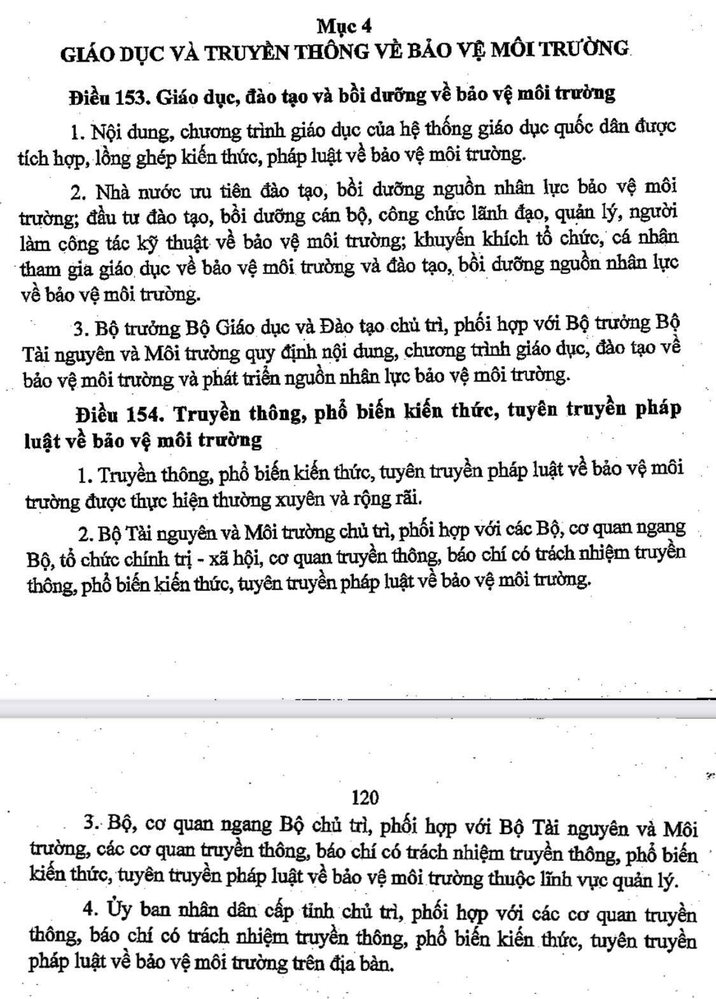 Mục 4
GIÁO DỤC VÀ TRUYỀN THÔNG VỀ BẢO VỆ MÔI TRƯỜNG
Điều 153. Giáo dục, đào tạo và bồi dưỡng về bảo vệ môi trường
1. Nội dung, chương trình giáo dục của hệ thống giáo dục quốc dân được
tích hợp, lồng ghép kiến thức, pháp luật về bảo vệ môi trường.
2. Nhà nước ưu tiên đào tạo, bồi dưỡng nguồn nhân lực bảo vệ môi
trường; đầu tư đào tạo, bồi dưỡng cán bộ, công chức lãnh đạo, quản lý, người
làm công tác kỹ thuật về bảo vệ môi trường; khuyến khích tổ chức, cá nhân
tham gia giáo dục về bảo vệ môi trường và đào tạo, bồi dưỡng nguồn nhân lực
về bảo vệ môi trường.
3. Bộ trưởng Bộ Giáo dục và Đào tạo chủ trì, phối hợp với Bộ trưởng Bộ
Tài nguyên và Môi trường quy định nội dung, chương trình giáo dục, đào tạo về
bảo vệ môi trường và phát triển nguồn nhân lực bảo vệ môi trường.
Điều 154. Truyền thông, phổ biến kiến thức, tuyên truyền pháp
luật về bảo vệ môi trường
1. Truyền thông, phổ biến kiến thức, tuyên truyền pháp luật về bảo vệ môi
trường được thực hiện thường xuyên và rộng rãi.
2. Bộ Tài nguyên và Môi trường chủ trì, phối hợp với các Bộ, cơ quan ngang
Bộ, tổ chức chính trị - xã hội, cơ quan truyền thông, báo chí có trách nhiệm truyền
thông, phổ biến kiến thức, tuyên truyền pháp luật về bảo vệ môi trường.
120
3. Bộ, cơ quan ngang Bộ chủ trì, phối hợp với Bộ Tài nguyên và Môi
trường, các cơ quan truyền thông, báo chí có trách nhiệm truyền thông, phổ biến
kiến thức, tuyên truyền pháp luật về bảo vệ môi trường thuộc lĩnh vực quản lý.
4. Ủy ban nhân dân cấp tỉnh chủ trì, phối hợp với các cơ quan truyền
thông, báo chí có trách nhiệm truyền thông, phổ biến kiến thức, tuyên truyền
pháp luật về bảo vệ môi trường trên địa bàn.